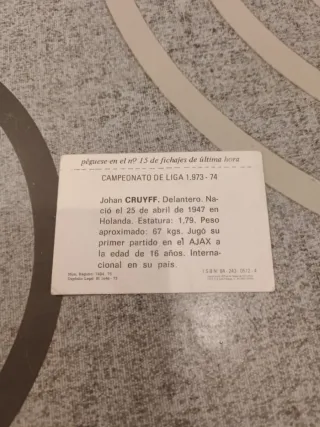 péguese en el nº 15 de fichajes de última hora
CAMPEONATO DE LIGA 1.973 - 74
Johan CRUYFF. Delantero. Na-
ció el 25 de abril de 1947 en
Holanda. Estatura: 1,79. Peso
aproximado: 67 kgs. Jugó su
primer partido en el AJAX a
la edad de 16 años. Interna-
cional en su país.